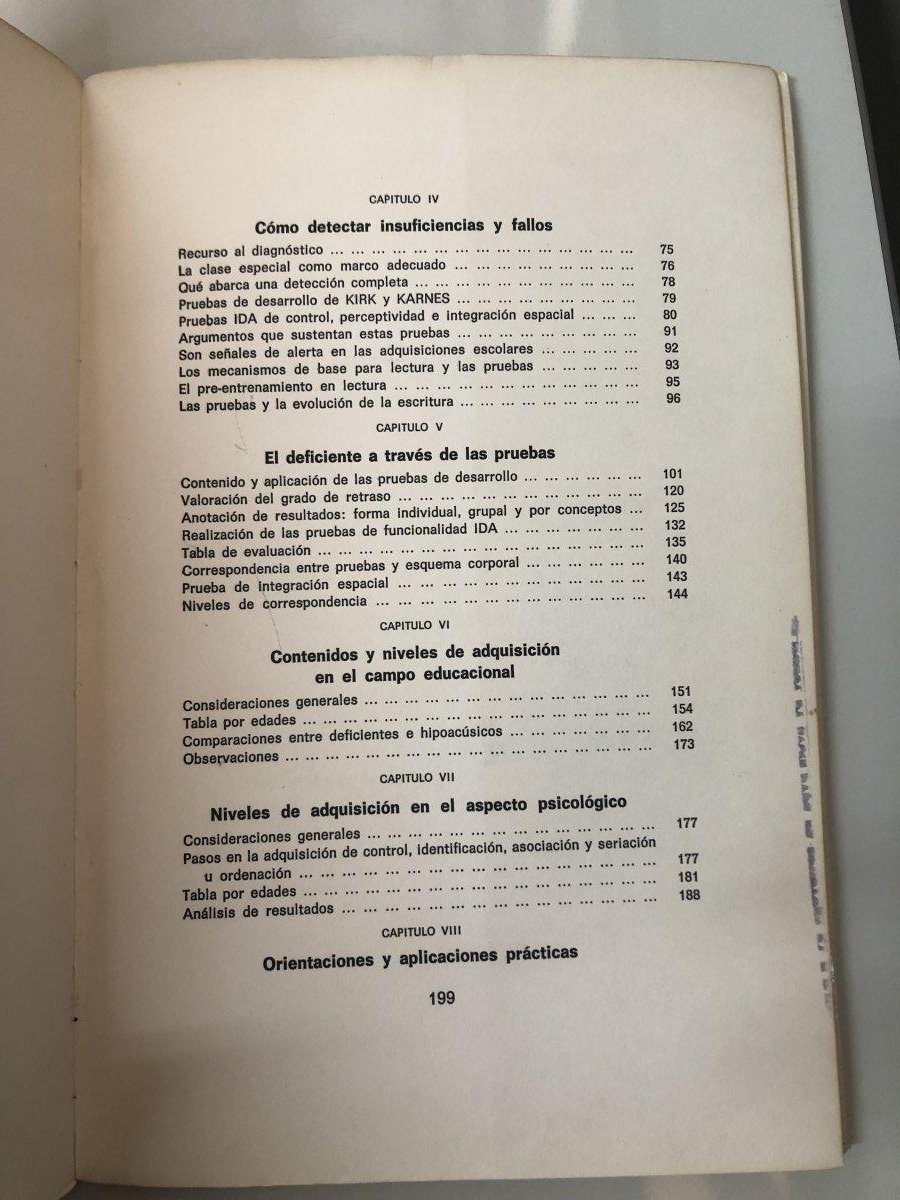 CAPITULO IV
Cómo detectar insuficiencias y fallos
Recurso al diagnóstico ... ... ... ... ... ... ... ... ... ... ... ... ... ... ... 75
La clase especial como marco adecuado ... ... ... ... ... ... ... ... ... 76
Qué abarca una detección completa ... ... ... ... ... ... ... ... ... ... ... 78
Pruebas de desarrollo de KIRK y KARNES ... ... ... ... ... ... ... ... ... 79
Pruebas IDA de control, perceptividad e integración espacial ... ... ... 80
Argumentos que sustentan estas pruebas ... ... ... ... ... ... ... ... ... 91
Son señales de alerta en las adquisiciones escolares ... ... ... ... ... 92
Los mecanismos de base para lectura y las pruebas ... ... ... ... ... 93
El pre-entrenamiento en lectura ... ... ... ... ... ... ... ... ... ... ... ... 95
Las pruebas y la evolución de la escritura ... ... ... ... ... ... ... ... ... 96
CAPITULO V
El deficiente a través de las pruebas
Contenido y aplicación de las pruebas de desarrollo ... ... ... ... ... ... 101
Valoración del grado de retraso ... ... ... ... ... ... ... ... ... ... ... ... 120
Anotación de resultados: forma individual, grupal y por conceptos ... 125
Realización de las pruebas de funcionalidad IDA ... ... ... ... ... ... ... 132
Tabla de evaluación ... ... ... ... ... ... ... ... ... ... ... ... ... ... ... ... 135
Correspondencia entre pruebas y esquema corporal ... ... ... ... ... ... 140
Prueba de integración espacial ... ... ... ... ... ... ... ... ... ... ... ... 143
Niveles de correspondencia ... ... ... ... ... ... ... ... ... ... ... ... ... 144
CAPITULO VI
Contenidos y niveles de adquisición
en el campo educacional
Consideraciones generales ... ... ... ... ... ... ... ... ... ... ... ... ... ... 151
Tabla por edades ... ... ... ... ... ... ... ... ... ... ... ... ... ... ... ... ... 154
Comparaciones entre deficientes e hipoacúsicos ... ... ... ... ... ... ... 162
Observaciones ... ... ... ... ... ... ... ... ... ... ... ... ... ... ... ... ... ... 173
CAPITULO VII
Niveles de adquisición en el aspecto psicológico
Consideraciones generales ... ... ... ... ... ... ... ... ... ... ... ... ... ... 177
Pasos en la adquisición de control, identificación, asociación y seriación
u ordenación ... ... ... ... ... ... ... ... ... ... ... ... ... ... ... ... ... 177
Tabla por edades ... ... ... ... ... ... ... ... ... ... ... ... ... ... ... ... ... 181
Análisis de resultados ... ... ... ... ... ... ... ... ... ... ... ... ... ... ... 188
CAPITULO VIII
Orientaciones y aplicaciones prácticas
199